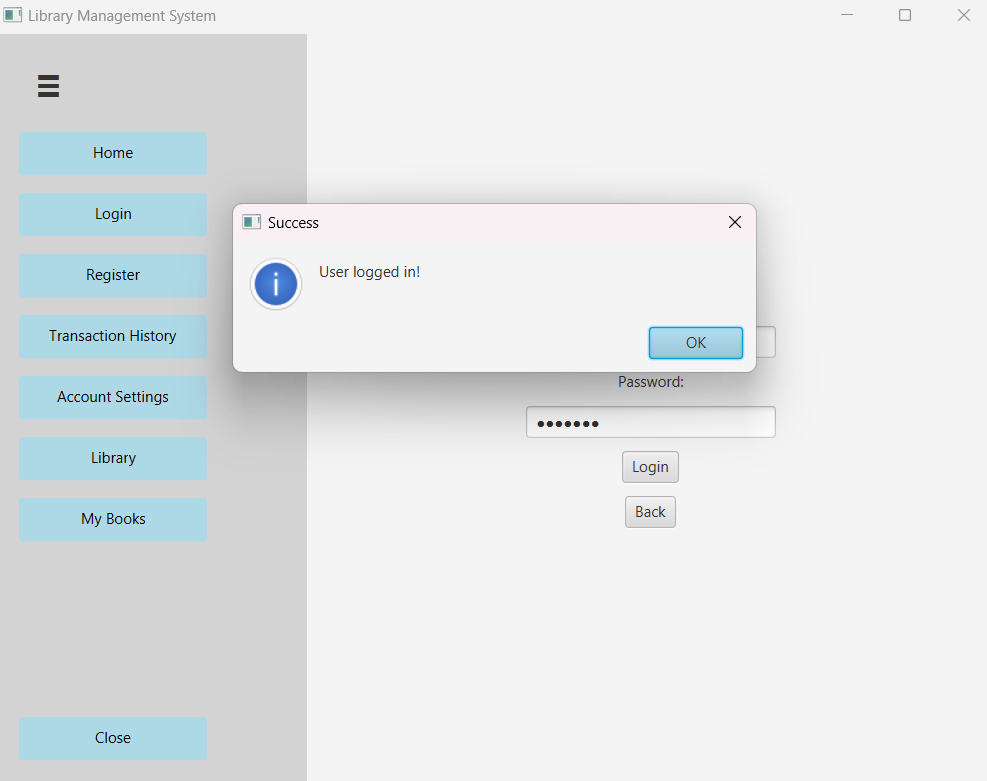 Library Management System
Home
Login
Register
Transaction History
Account Settings
Library
My Books
Close
Success
User logged in!
OK
Password:
•••••••
Login
Back